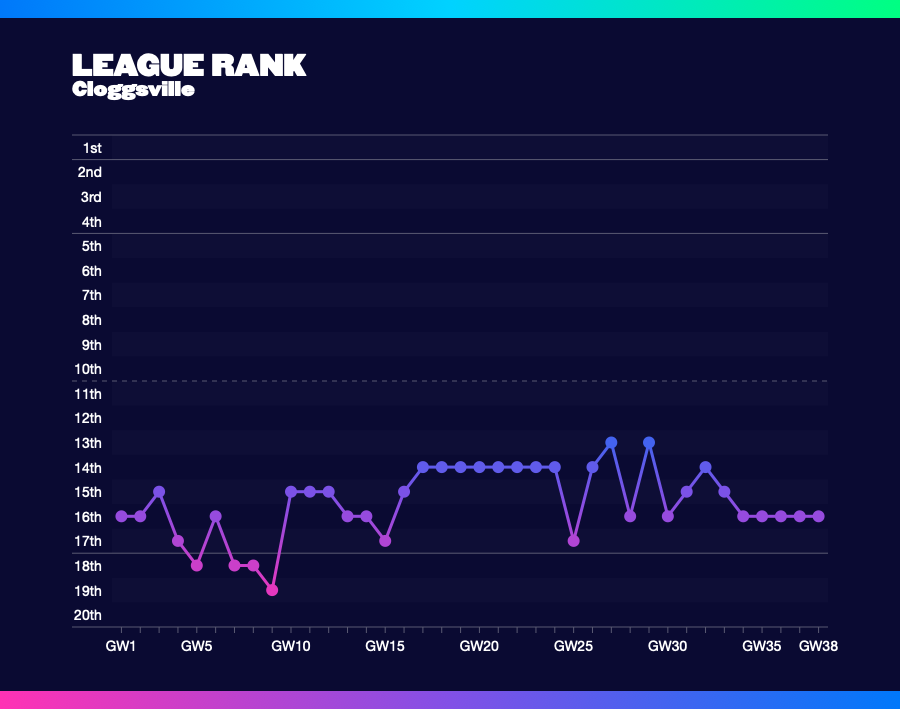 LEAGUE RANK
Cloggsville
1st
2nd
3rd
4th
5th
6th
7th
8th
9th
10th
11th
12th
13th
14th
15th
16th
17th
18th
19th
20th
GW1 GW5 GW10 GW15 GW20 GW25 GW30 GW35 GW38